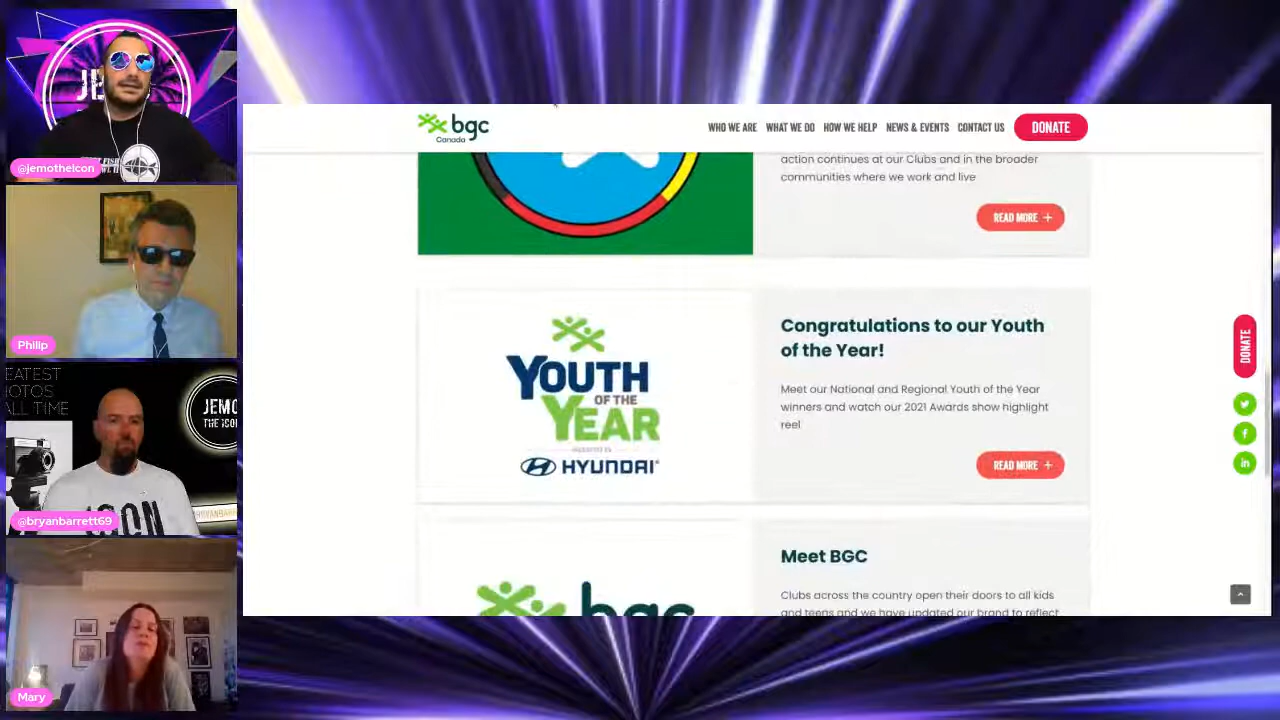 JE
@jemotheicon
Philip
EATEST
OTOS
ALL TIME
JEMO
THE ICON
ICON
@bryanbarrett69
Mary
bgc
Canada
WHO WE ARE
WHAT WE DO
HOW WE HELP
NEWS & EVENTS
CONTACT US
DONATE
action continues at our Clubs and in the broader
communities where we work and live
READ MORE +
YOUTH
OF THE
YEAR
HYUNDAI
Congratulations to our Youth
of the Year!
Meet our National and Regional Youth of the Year
winners and watch our 2021 Awards show highlight
reel
READ MORE +
bgc
Meet BGC
Clubs across the country open their doors to all kids
and teens and we have updated our brand to reflect
DONATE